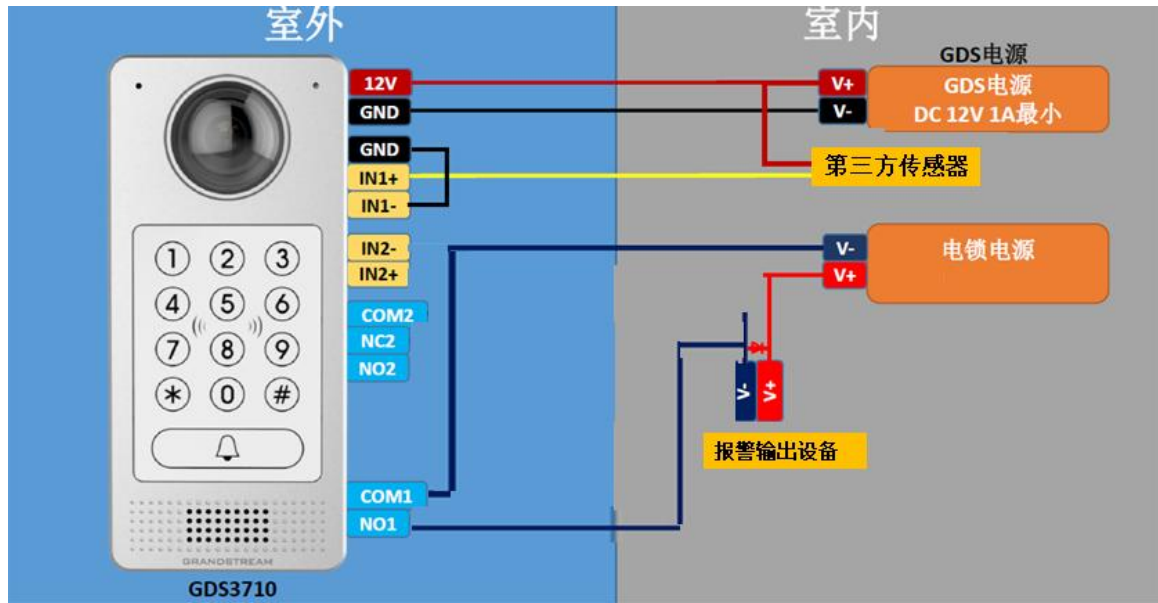 室外
室内
GDS电源
12V
V+
GDS电源
GND
V-
DC 12V 1A最小
GND
IN1+
第三方传感器
IN1-
IN2-
V-
电锁电源
IN2+
V+
COM2
NC2
NO2
1 2 3
4 5 6
7 8 9
* 0 #
V-
V+
报警输出设备
COM1
NO1
GRANDSTREAM
GDS3710